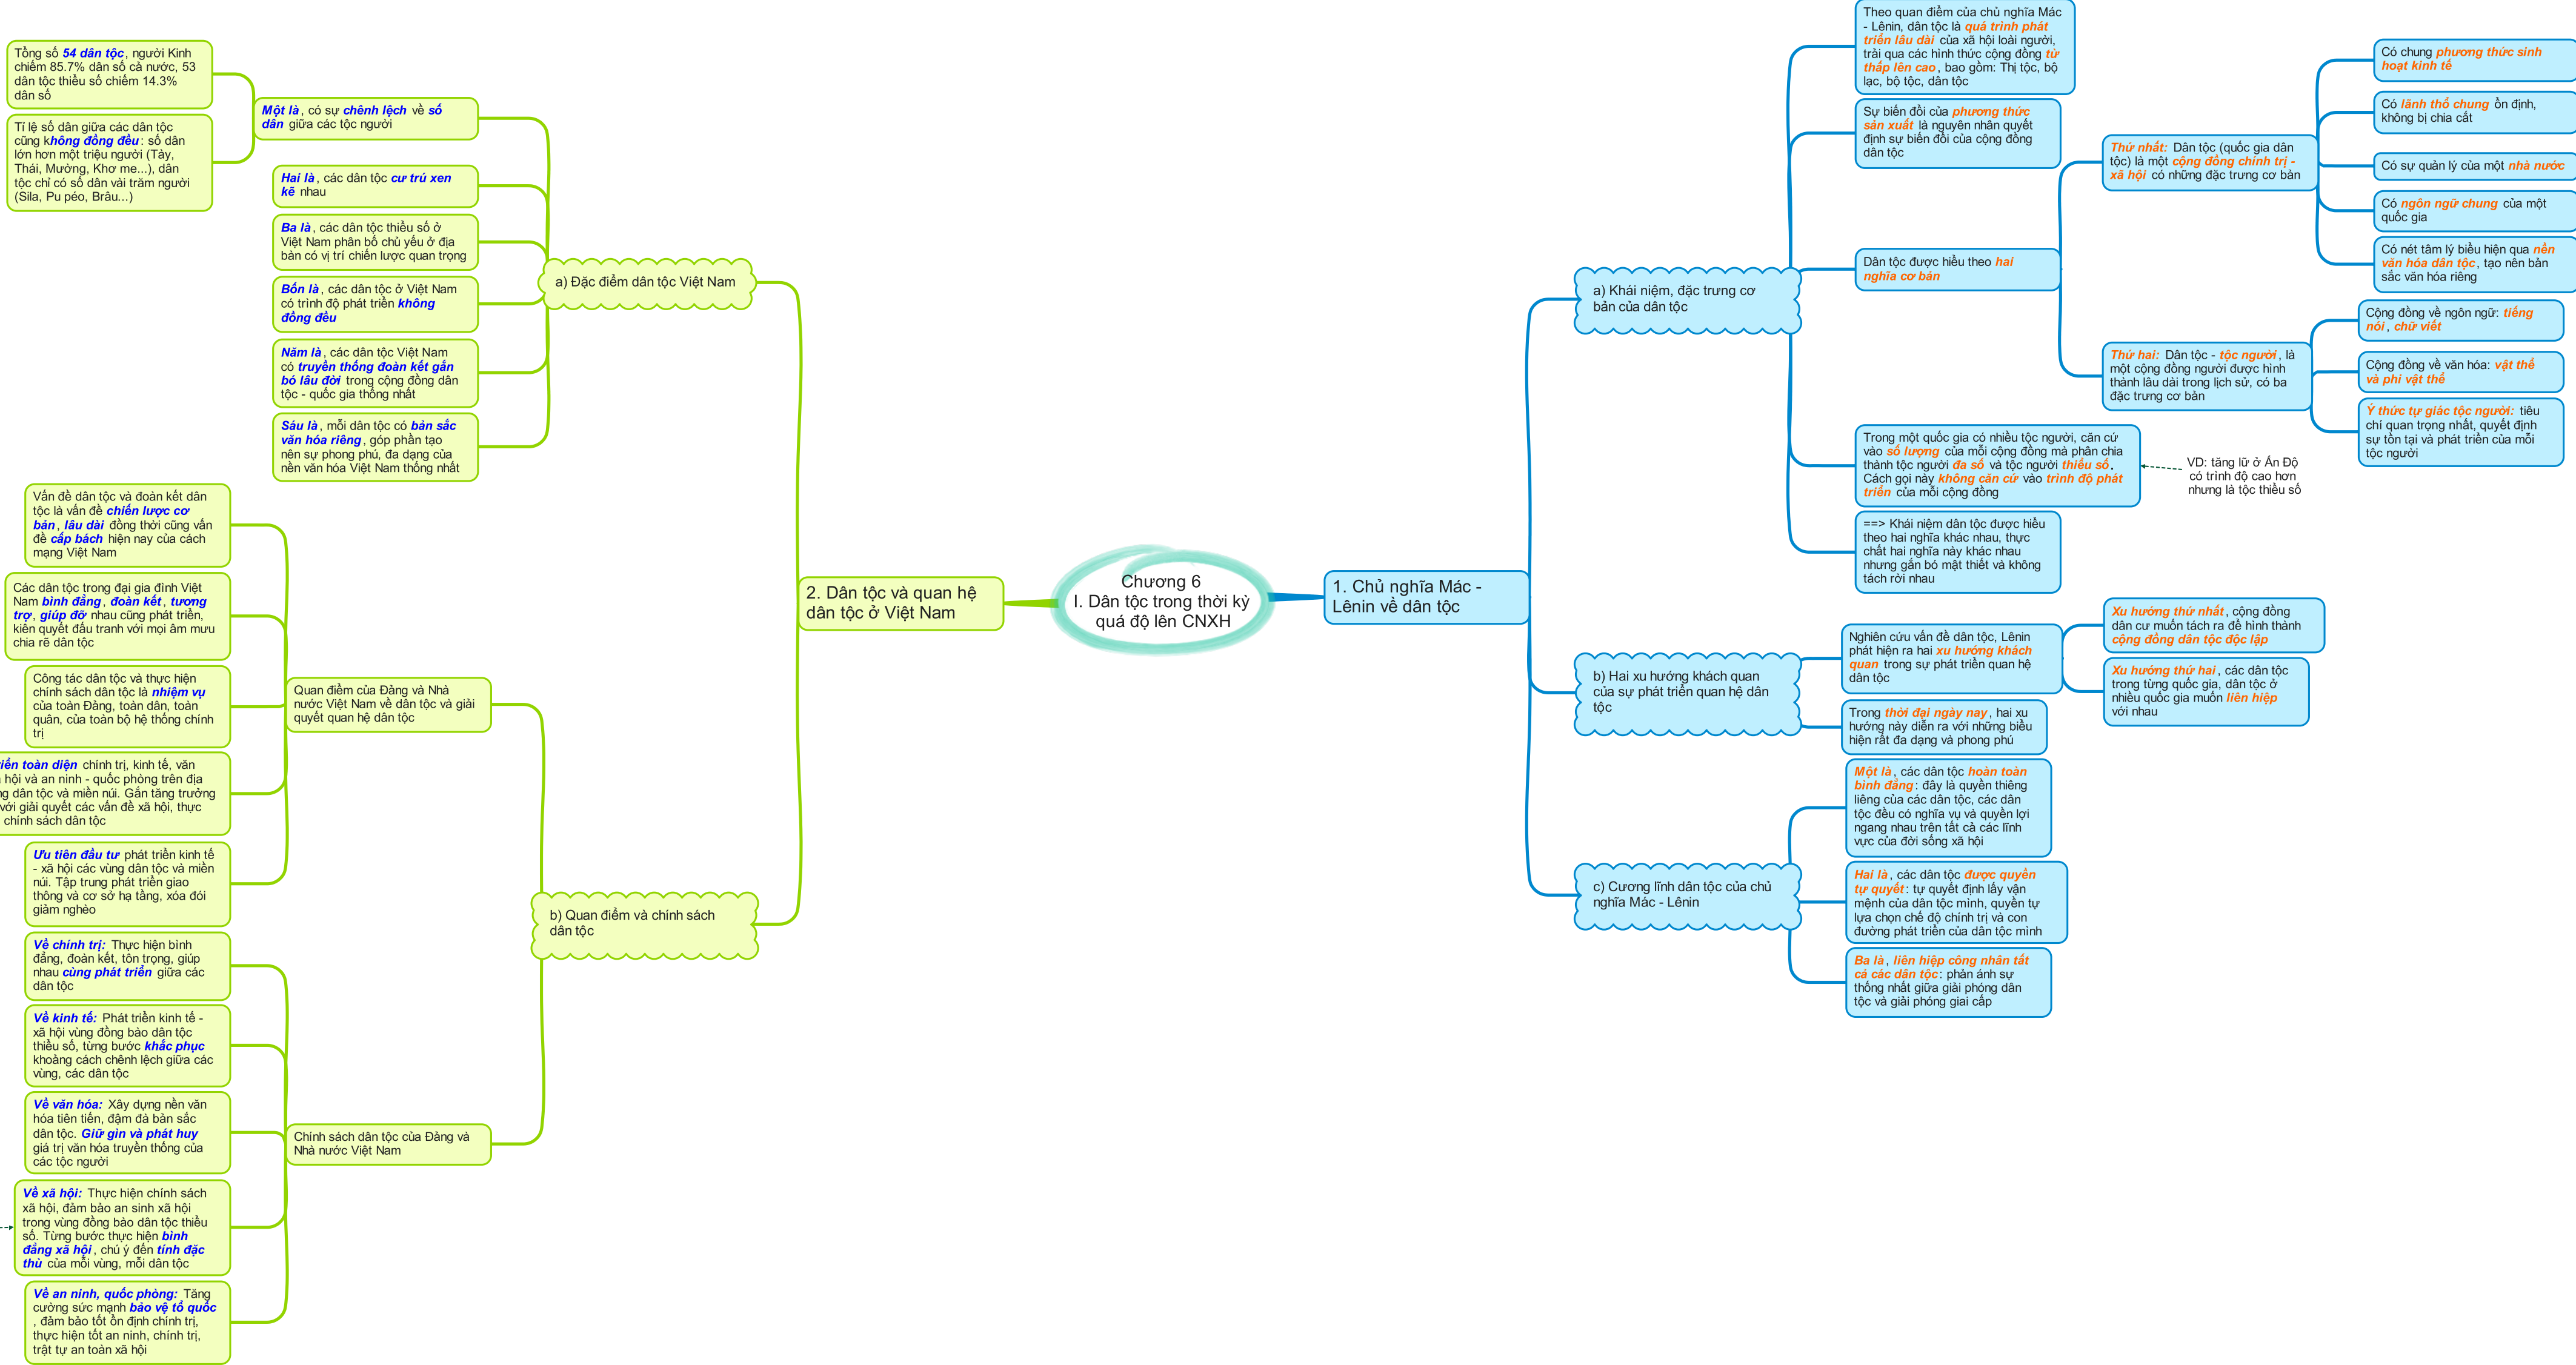 Chương 6
I. Dân tộc trong thời kỳ
quá độ lên CNXH
1. Chủ nghĩa Mác -
Lênin về dân tộc
a) Khái niệm, đặc trưng cơ
bản của dân tộc
Theo quan điểm của chủ nghĩa Mác
- Lênin, dân tộc là quá trình phát
triển lâu dài của xã hội loài người,
trải qua các hình thức cộng đồng từ
thấp lên cao, bao gồm: Thị tộc, bộ
lạc, bộ tộc, dân tộc
Sự biến đổi của phương thức
sản xuất là nguyên nhân quyết
định sự biến đổi của cộng đồng
dân tộc
Dân tộc được hiểu theo hai
nghĩa cơ bản
Thứ nhất: Dân tộc (quốc gia dân
tộc) là một cộng đồng chính trị -
xã hội có những đặc trưng cơ bản
Có chung phương thức sinh
hoạt kinh tế
Có lãnh thổ chung ổn định,
không bị chia cắt
Có sự quản lý của một nhà nước
Có ngôn ngữ chung của một
quốc gia
Có nét tâm lý biểu hiện qua nền
văn hóa dân tộc, tạo nên bản
sắc văn hóa riêng
Thứ hai: Dân tộc - tộc người, là
một cộng đồng người được hình
thành lâu dài trong lịch sử, có ba
đặc trưng cơ bản
Cộng đồng về ngôn ngữ: tiếng
nói, chữ viết
Cộng đồng về văn hóa: vật thể
và phi vật thể
Ý thức tự giác tộc người: tiêu
chí quan trọng nhất, quyết định
sự tồn tại và phát triển của mỗi
tộc người
Trong một quốc gia có nhiều tộc người, căn cứ
vào số lượng của mỗi cộng đồng mà phân chia
thành tộc người đa số và tộc người thiểu số.
Cách gọi này không căn cứ vào trình độ phát
triển của mỗi cộng đồng
VD: tăng lữ ở Ấn Độ
có trình độ cao hơn
nhưng là tộc thiểu số
==> Khái niệm dân tộc được hiểu
theo hai nghĩa khác nhau, thực
chất hai nghĩa này khác nhau
nhưng gắn bó mật thiết và không
tách rời nhau
b) Hai xu hướng khách quan
của sự phát triển quan hệ dân
tộc
Nghiên cứu vấn đề dân tộc, Lênin
phát hiện ra hai xu hướng khách
quan trong sự phát triển quan hệ
dân tộc
Xu hướng thứ nhất, cộng đồng
dân cư muốn tách ra để hình thành
cộng đồng dân tộc độc lập
Xu hướng thứ hai, các dân tộc
trong từng quốc gia, dân tộc ở
nhiều quốc gia muốn liên hiệp
với nhau
Trong thời đại ngày nay, hai xu
hướng này diễn ra với những biểu
hiện rất đa dạng và phong phú
c) Cương lĩnh dân tộc của chủ
nghĩa Mác - Lênin
Một là, các dân tộc hoàn toàn
bình đẳng: đây là quyền thiêng
liêng của các dân tộc, các dân
tộc đều có nghĩa vụ và quyền lợi
ngang nhau trên tất cả các lĩnh
vực của đời sống xã hội
Hai là, các dân tộc được quyền
tự quyết: tự quyết định lấy vận
mệnh của dân tộc mình, quyền tự
lựa chọn chế độ chính trị và con
đường phát triển của dân tộc mình
Ba là, liên hiệp công nhân tất
cả các dân tộc: phản ánh sự
thống nhất giữa giải phóng dân
tộc và giải phóng giai cấp
2. Dân tộc và quan hệ
dân tộc ở Việt Nam
a) Đặc điểm dân tộc Việt Nam
Một là, có sự chênh lệch về số
dân giữa các tộc người
Tổng số 54 dân tộc, người Kinh
chiếm 85.7% dân số cả nước, 53
dân tộc thiểu số chiếm 14.3%
dân số
Tỉ lệ số dân giữa các dân tộc
cũng không đồng đều: số dân
lớn hơn một triệu người (Tày,
Thái, Mường, Khơ me...), dân
tộc chỉ có số dân vài trăm người
(Sila, Pu péo, Brâu...)
Hai là, các dân tộc cư trú xen
kẽ nhau
Ba là, các dân tộc thiểu số ở
Việt Nam phân bố chủ yếu ở địa
bàn có vị trí chiến lược quan trọng
Bốn là, các dân tộc ở Việt Nam
có trình độ phát triển không
đồng đều
Năm là, các dân tộc Việt Nam
có truyền thống đoàn kết gắn
bó lâu đời trong cộng đồng dân
tộc - quốc gia thống nhất
Sáu là, mỗi dân tộc có bản sắc
văn hóa riêng, góp phần tạo
nên sự phong phú, đa dạng của
nền văn hóa Việt Nam thống nhất
b) Quan điểm và chính sách
dân tộc
Quan điểm của Đảng và Nhà
nước Việt Nam về dân tộc và giải
quyết quan hệ dân tộc
Vấn đề dân tộc và đoàn kết dân
tộc là vấn đề chiến lược cơ
bản, lâu dài đồng thời cũng vấn
đề cấp bách hiện nay của cách
mạng Việt Nam
Các dân tộc trong đại gia đình Việt
Nam bình đẳng, đoàn kết, tương
trợ, giúp đỡ nhau cũng phát triển,
kiên quyết đấu tranh với mọi âm mưu
chia rẽ dân tộc
Công tác dân tộc và thực hiện
chính sách dân tộc là nhiệm vụ
của toàn Đảng, toàn dân, toàn
quân, của toàn bộ hệ thống chính
trị
toàn diện chính trị, kinh tế, văn
hội và an ninh - quốc phòng trên địa
dân tộc và miền núi. Gắn tăng trưởng
với giải quyết các vấn đề xã hội, thực
chính sách dân tộc
Ưu tiên đầu tư phát triển kinh tế
- xã hội các vùng dân tộc và miền
núi. Tập trung phát triển giao
thông và cơ sở hạ tầng, xóa đói
giảm nghèo
Chính sách dân tộc của Đảng và
Nhà nước Việt Nam
Về chính trị: Thực hiện bình
đẳng, đoàn kết, tôn trọng, giúp
nhau cùng phát triển giữa các
dân tộc
Về kinh tế: Phát triển kinh tế -
xã hội vùng đồng bào dân tộc
thiểu số, từng bước khắc phục
khoảng cách chênh lệch giữa các
vùng, các dân tộc
Về văn hóa: Xây dựng nền văn
hóa tiên tiến, đậm đà bản sắc
dân tộc. Giữ gìn và phát huy
giá trị văn hóa truyền thống của
các tộc người
Về xã hội: Thực hiện chính sách
xã hội, đảm bảo an sinh xã hội
trong vùng đồng bào dân tộc thiểu
số. Từng bước thực hiện bình
đẳng xã hội, chú ý đến tính đặc
thù của mỗi vùng, mỗi dân tộc
Về an ninh, quốc phòng: Tăng
cường sức mạnh bảo vệ tổ quốc
, đảm bảo tốt ổn định chính trị,
thực hiện tốt an ninh, chính trị,
trật tự an toàn xã hội